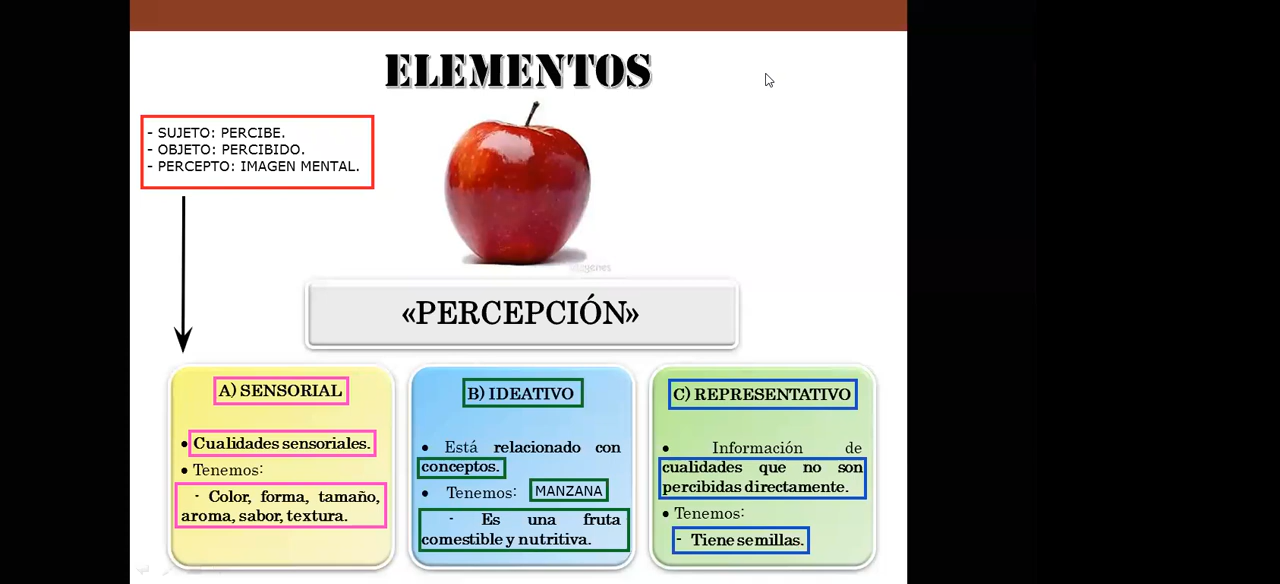 ELEMENTOS
- SUJETO: PERCIBE.
- OBJETO: PERCIBIDO.
- PERCEPTO: IMAGEN MENTAL.
«PERCEPCIÓN»
A) SENSORIAL
• Cualidades sensoriales.
• Tenemos:
- Color, forma, tamaño,
aroma, sabor, textura.
B) IDEATIVO
• Está relacionado con
conceptos.
• Tenemos: MANZANA
- Es una fruta
comestible y nutritiva.
C) REPRESENTATIVO
• Información de
cualidades que no son
percibidas directamente.
• Tenemos:
- Tiene semillas.